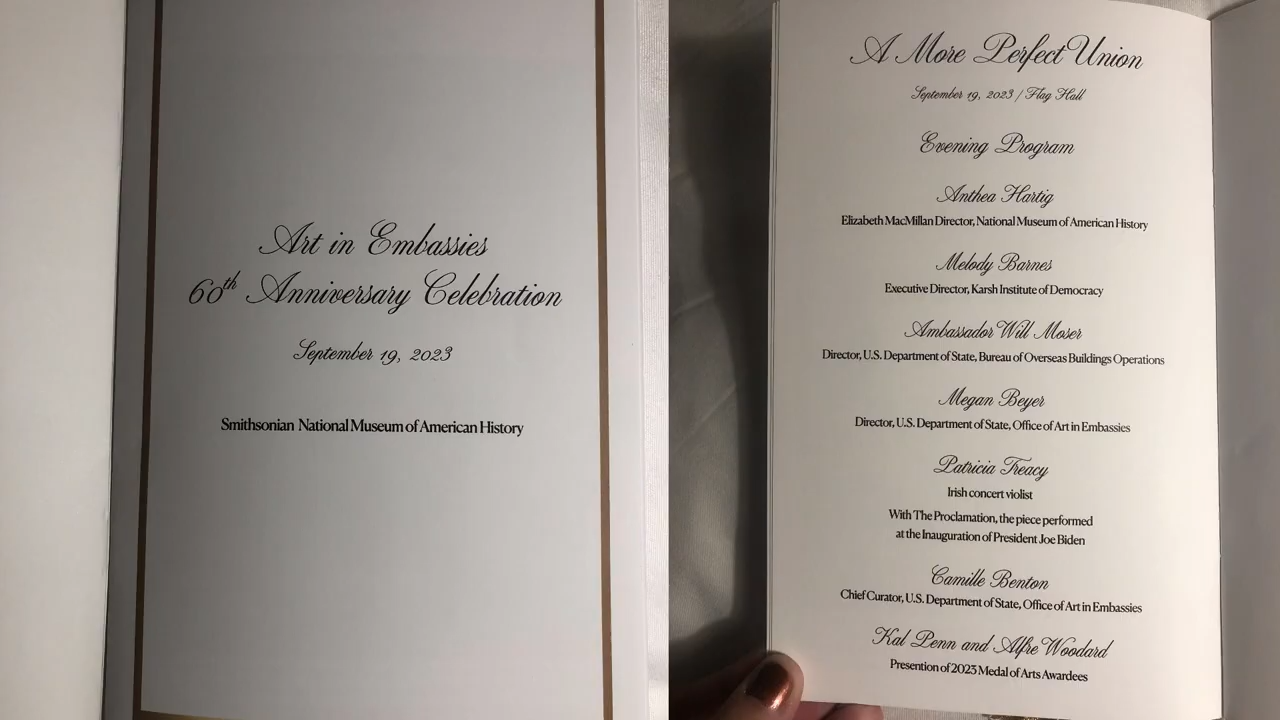 Art in Embassies
60th Anniversary Celebration
September 19, 2023
Smithsonian National Museum of American History
A More Perfect Union
September 19, 2023 / Flag Hall
Evening Program
Anthea Hartig
Elizabeth MacMillan Director, National Museum of American History
Melody Barnes
Executive Director, Karsh Institute of Democracy
Ambassador Will Moser
Director, U.S. Department of State, Bureau of Overseas Buildings Operations
Megan Beyer
Director, U.S. Department of State, Office of Art in Embassies
Patricia Treacy
Irish concert violist
With The Proclamation, the piece performed
at the Inauguration of President Joe Biden
Camille Benton
Chief Curator, U.S. Department of State, Office of Art in Embassies
Kal Penn and Alfre Woodard
Presention of 2023 Medal of Arts Awardees